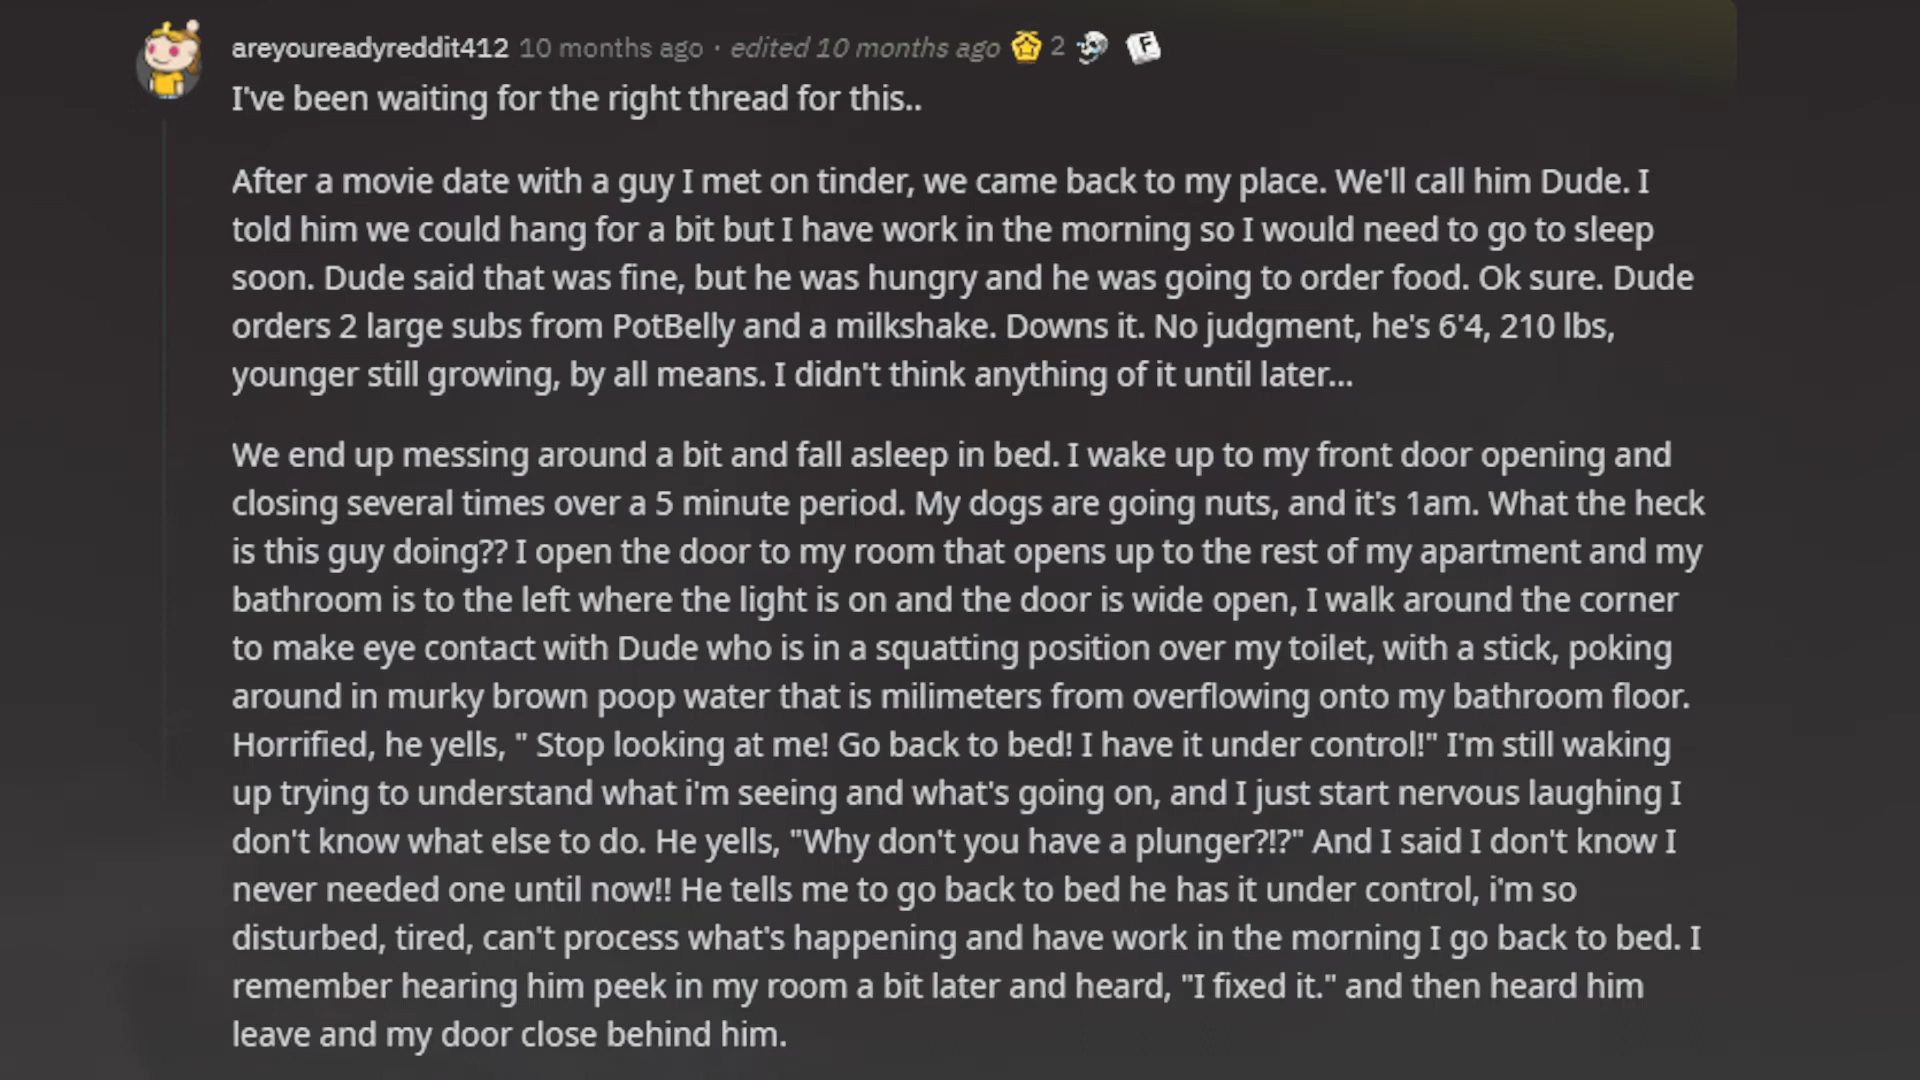 areyoureadyreddit412 10 months ago · edited 10 months ago 2 F
I've been waiting for the right thread for this..
After a movie date with a guy I met on tinder, we came back to my place. We'll call him Dude. I
told him we could hang for a bit but I have work in the morning so I would need to go to sleep
soon. Dude said that was fine, but he was hungry and he was going to order food. Ok sure. Dude
orders 2 large subs from PotBelly and a milkshake. Downs it. No judgment, he's 6'4, 210 lbs,
younger still growing, by all means. I didn't think anything of it until later...
We end up messing around a bit and fall asleep in bed. I wake up to my front door opening and
closing several times over a 5 minute period. My dogs are going nuts, and it's 1am. What the heck
is this guy doing?? I open the door to my room that opens up to the rest of my apartment and my
bathroom is to the left where the light is on and the door is wide open, I walk around the corner
to make eye contact with Dude who is in a squatting position over my toilet, with a stick, poking
around in murky brown poop water that is milimeters from overflowing onto my bathroom floor.
Horrified, he yells, " Stop looking at me! Go back to bed! I have it under control!" I'm still waking
up trying to understand what i'm seeing and what's going on, and I just start nervous laughing I
don't know what else to do. He yells, "Why don't you have a plunger?!?" And I said I don't know I
never needed one until now!! He tells me to go back to bed he has it under control, i'm so
disturbed, tired, can't process what's happening and have work in the morning I go back to bed. I
remember hearing him peek in my room a bit later and heard, "I fixed it." and then heard him
leave and my door close behind him.